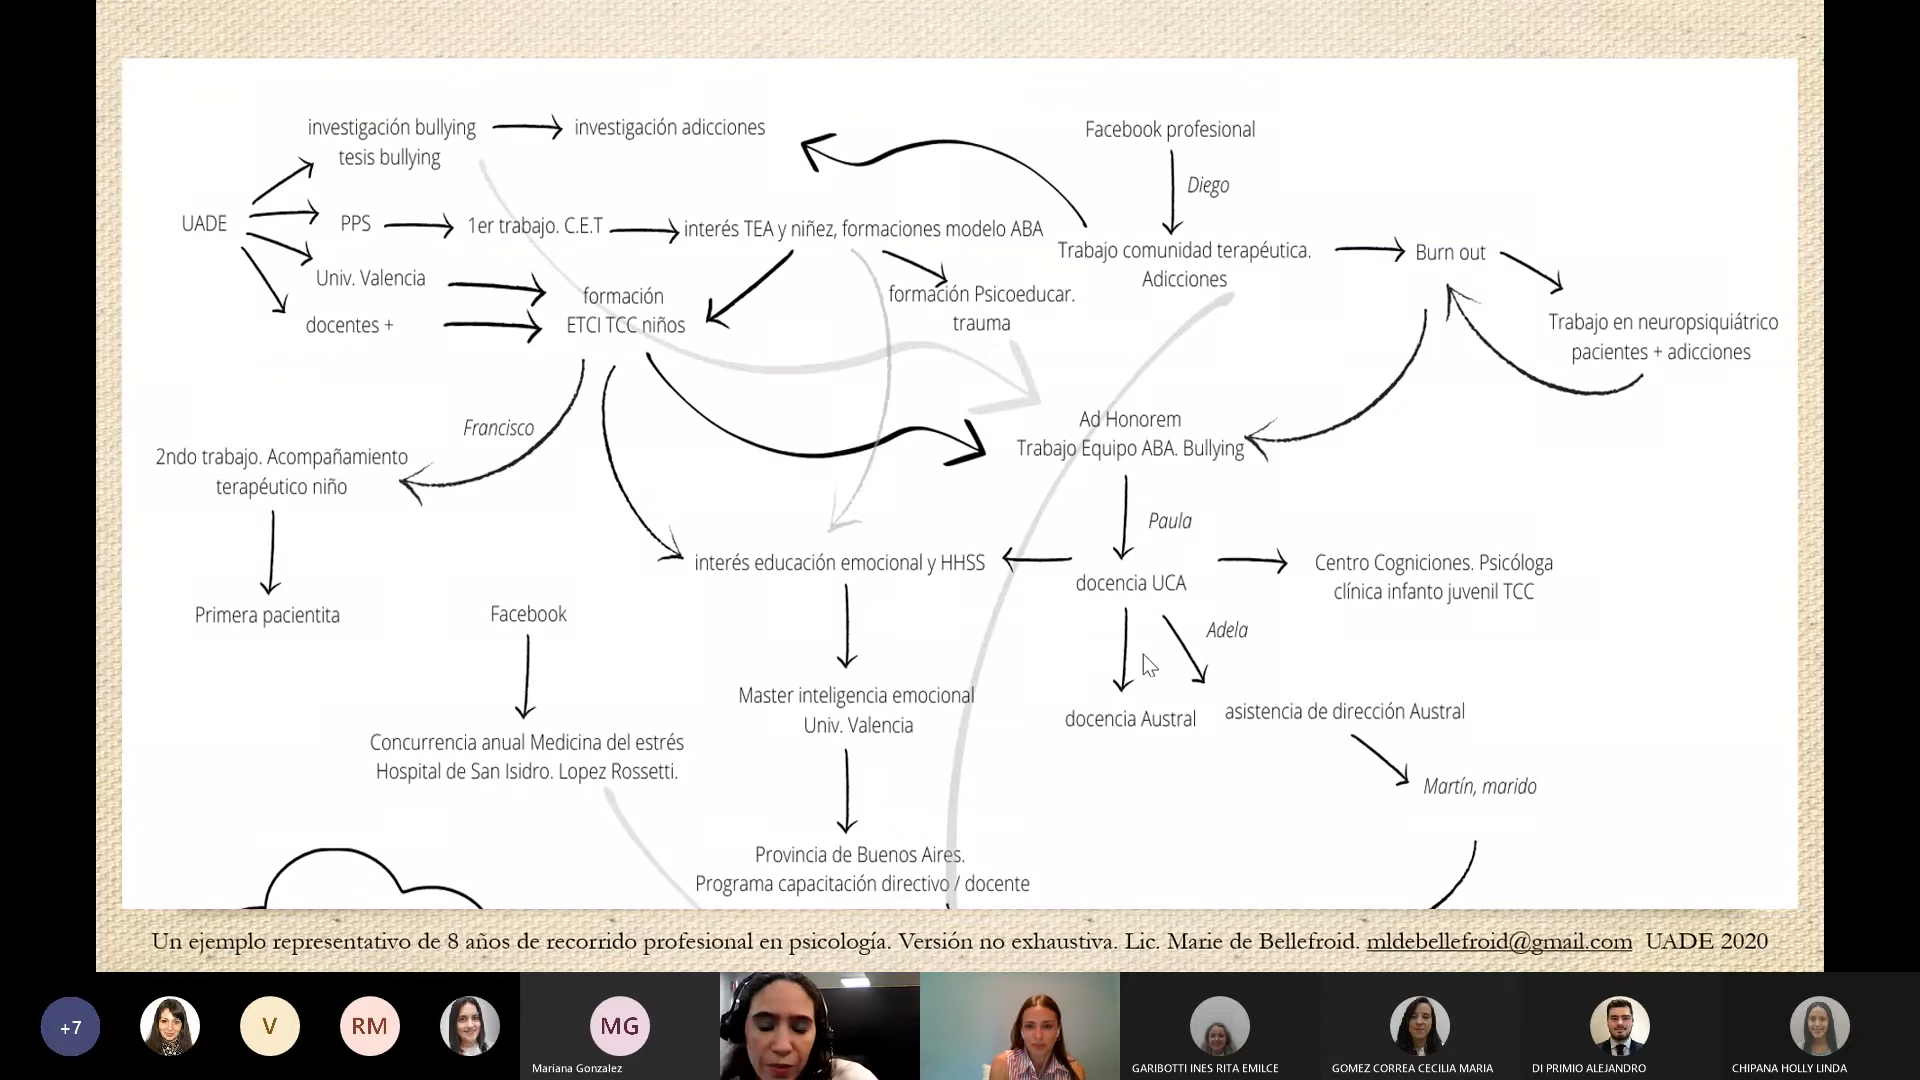 investigación bullying
tesis bullying
investigación adicciones
Facebook profesional
Diego
UADE
PPS
1er trabajo. C.E.T
interés TEA y niñez, formaciones modelo ABA
Trabajo comunidad terapéutica.
Adicciones
Burn out
Univ. Valencia
docentes +
formación
ETCI TCC niños
formación Psicoeducar.
trauma
Trabajo en neuropsiquiátrico
pacientes + adicciones
Francisco
2ndo trabajo. Acompañamiento
terapéutico niño
Ad Honorem
Trabajo Equipo ABA. Bullying
Paula
interés educación emocional y HHSS
docencia UCA
Centro Cogniciones. Psicóloga
clínica infanto juvenil TCC
Primera pacientita
Facebook
Adela
Master inteligencia emocional
Univ. Valencia
docencia Austral
asistencia de dirección Austral
Concurrencia anual Medicina del estrés
Hospital de San Isidro. Lopez Rossetti.
Martín, marido
Provincia de Buenos Aires.
Programa capacitación directivo / docente
Un ejemplo representativo de 8 años de recorrido profesional en psicología. Versión no exhaustiva. Lic. Marie de Bellefroid. mldebellefroid@gmail.com UADE 2020
+7
V
RM
MG
Mariana Gonzalez
GARIBOTTI INES RITA EMILCE
GOMEZ CORREA CECILIA MARIA
DI PRIMIO ALEJANDRO
CHIPANA HOLLY LINDA